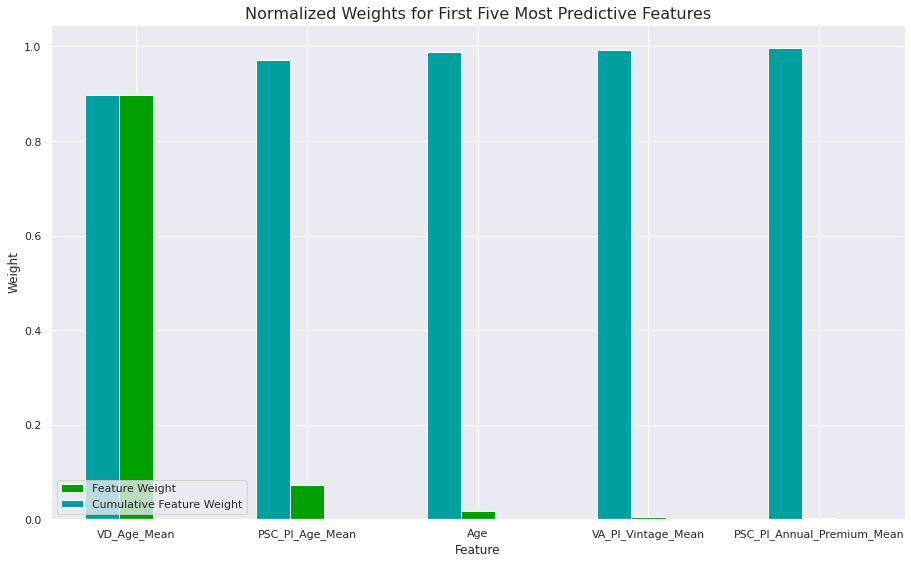 Normalized Weights for First Five Most Predictive Features
1.0
0.8
0.6
0.4
0.2
0.0
Weight
Feature Weight
Cumulative Feature Weight
VD_Age_Mean
PSC_PI_Age_Mean
Age
VA_PI_Vintage_Mean
PSC_PI_Annual_Premium_Mean
Feature